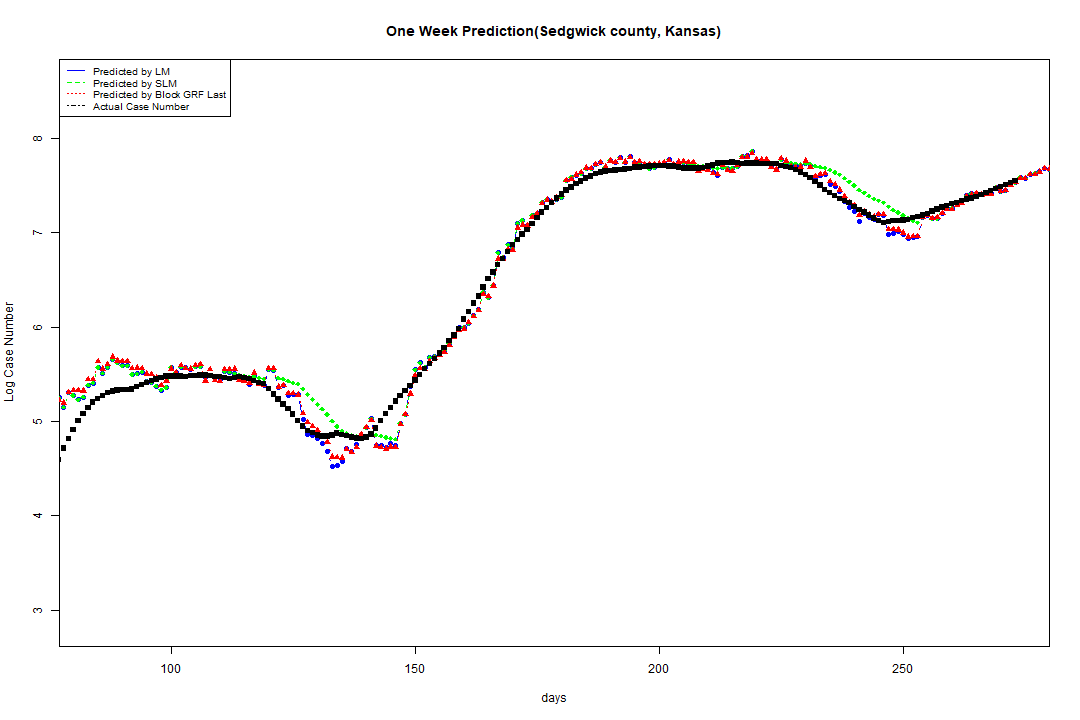 One Week Prediction(Sedgwick county, Kansas)
Predicted by LM
Predicted by SLM
Predicted by Block GRF Last
Actual Case Number
8
7
6
5
4
3
Log Case Number
100 150 200 250
days